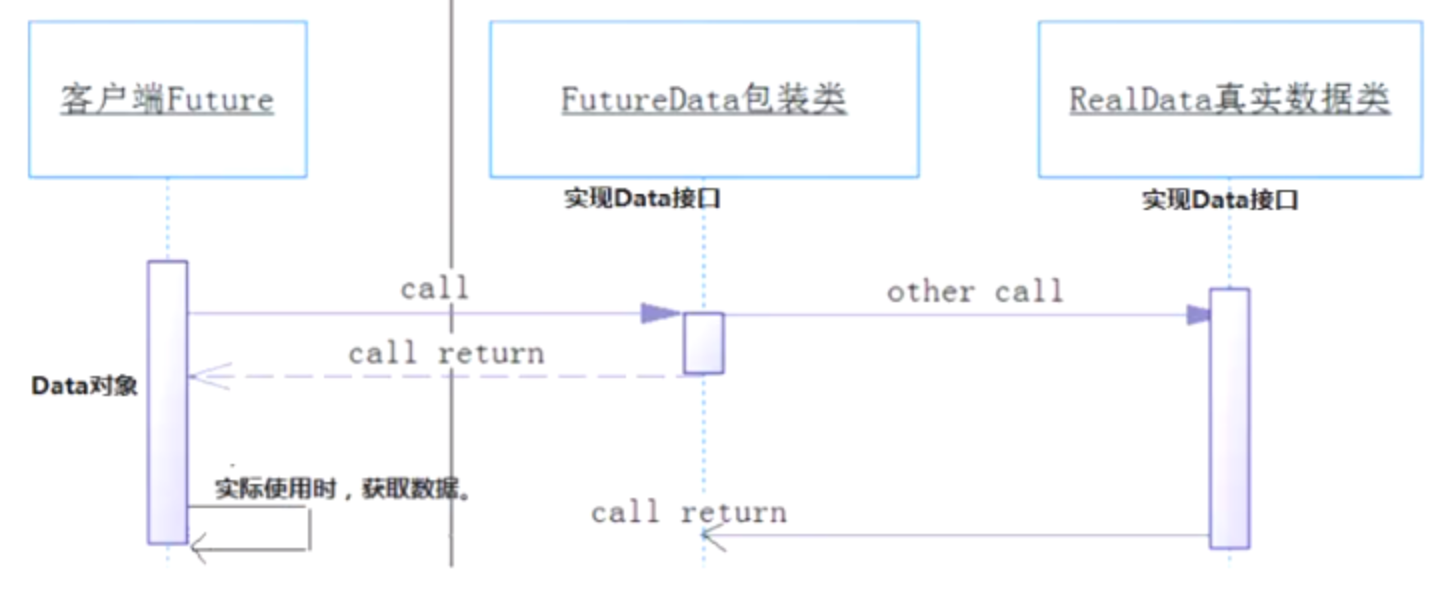 客户端Future
FutureData包装类
RealData真实数据类
实现Data接口
实现Data接口
call
other call
call return
Data对象
实际使用时，获取数据。
call return